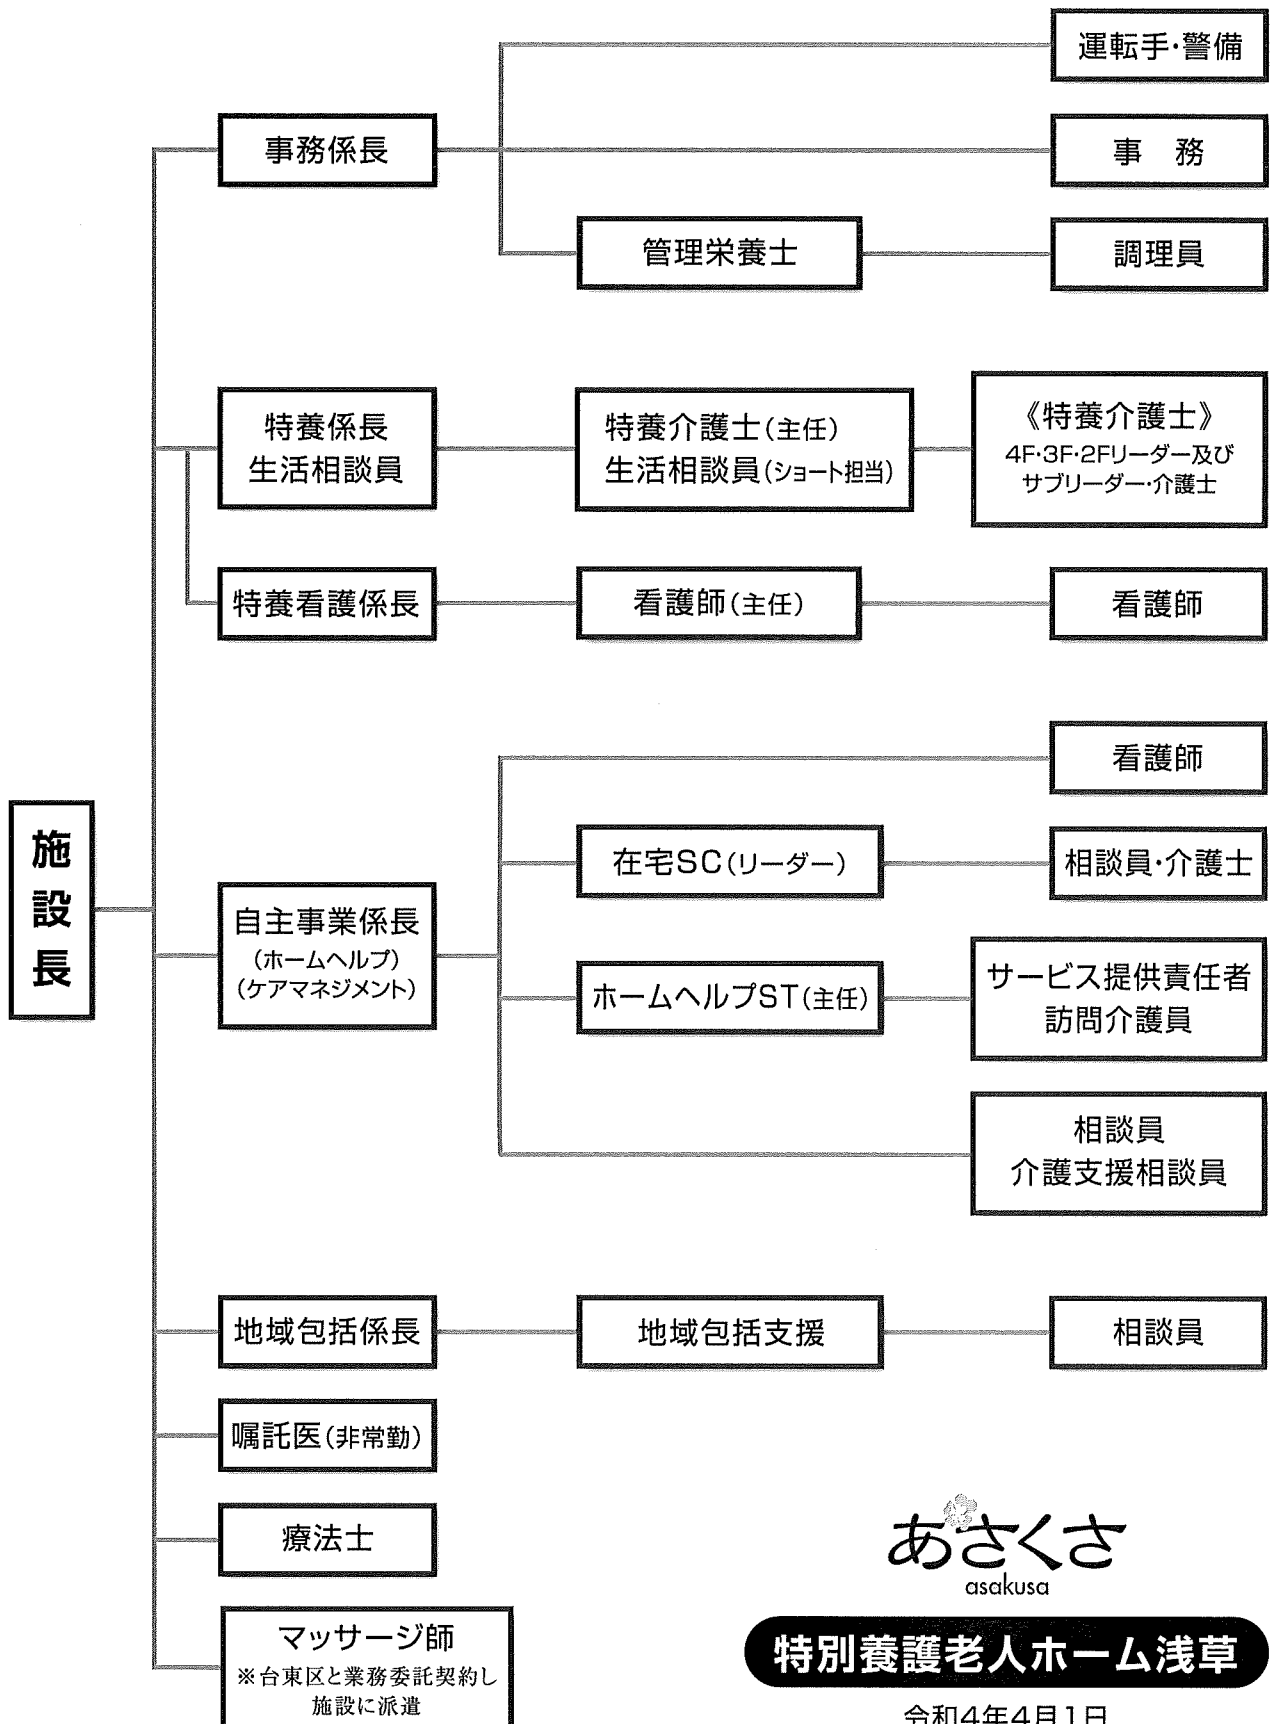 運転手・警備
事務係長
事　務
管理栄養士
調理員
特養係長
生活相談員
特養介護士(主任)
生活相談員(ショート担当)
《特養介護士》
4F・3F・2Fリーダー及び
サブリーダー・介護士
特養看護係長
看護師(主任)
看護師
施設長
自主事業係長
(ホームヘルプ)
(ケアマネジメント)
看護師
在宅SC(リーダー)
相談員・介護士
ホームヘルプST(主任)
サービス提供責任者
訪問介護員
相談員
介護支援相談員
地域包括係長
地域包括支援
相談員
嘱託医(非常勤)
療法士
マッサージ師
※台東区と業務委託契約し
施設に派遣
あさくさ
asakusa
特別養護老人ホーム浅草
令和4年4月1日